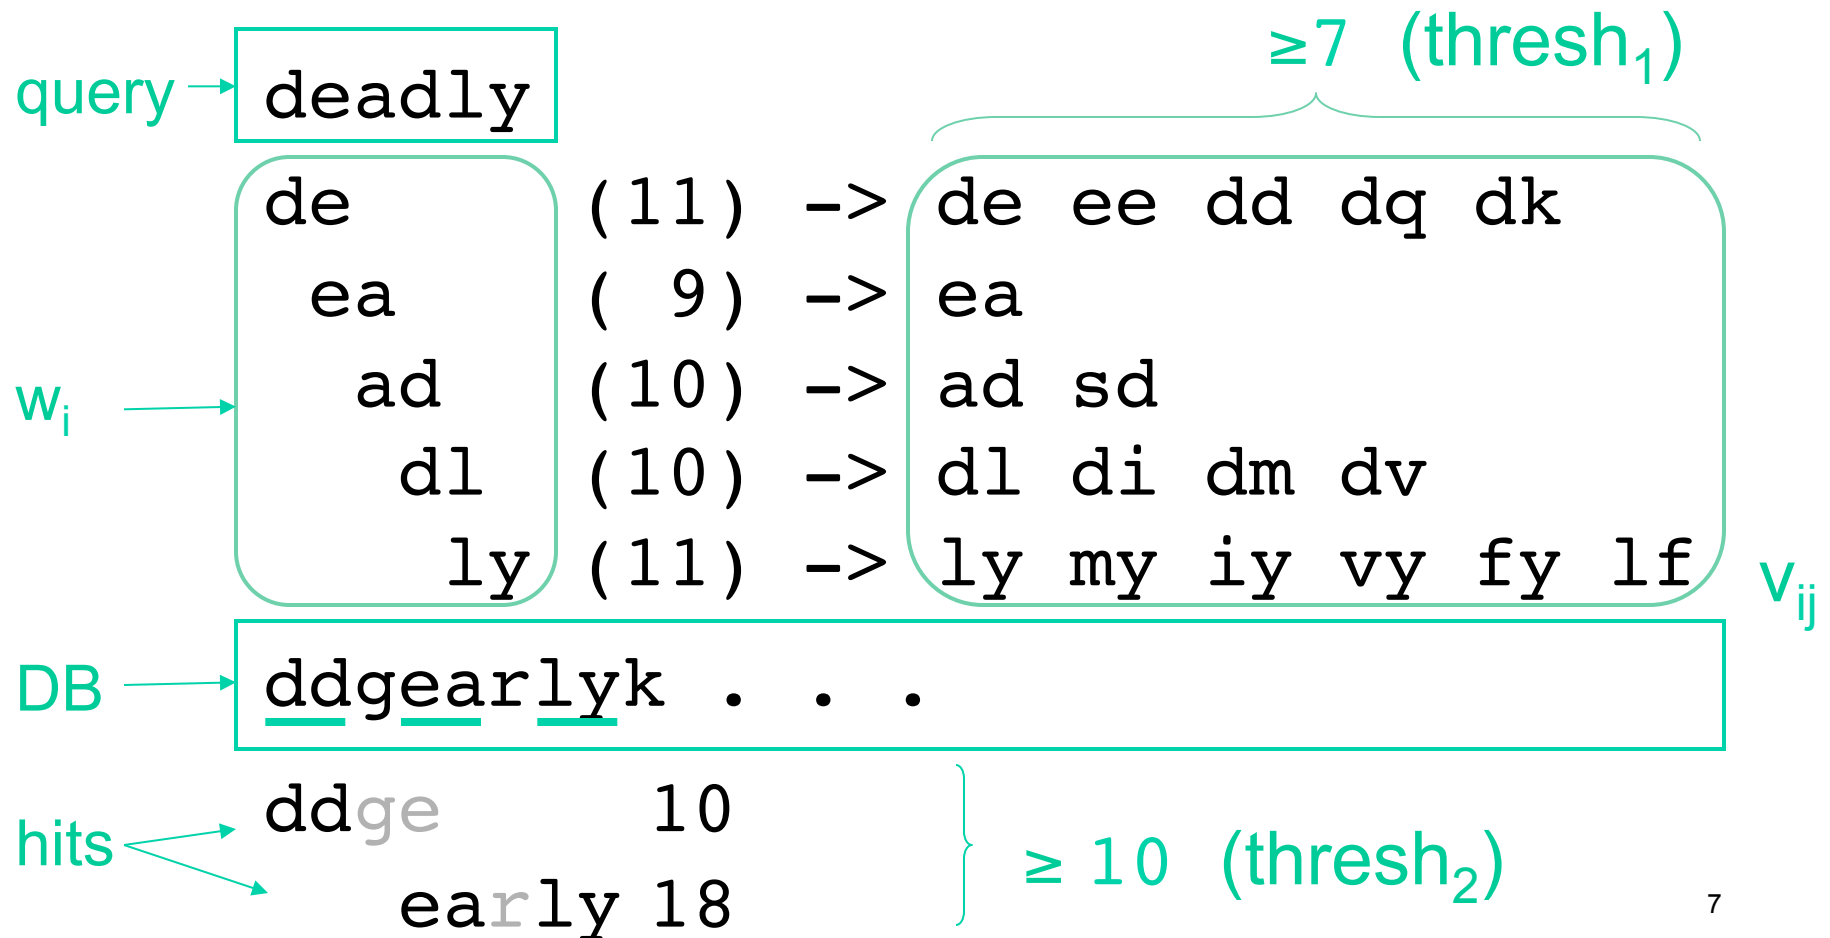 ≥7 (thresh1)
query deadly
de (11) -> de ee dd dq dk
ea ( 9) -> ea
wi ad (10) -> ad sd
dl (10) -> dl di dm dv
ly (11) -> ly my iy vy fy lf vij
DB ddgearlyk . . .
ddge 10
hits ≥ 10 (thresh2)
early 18
7